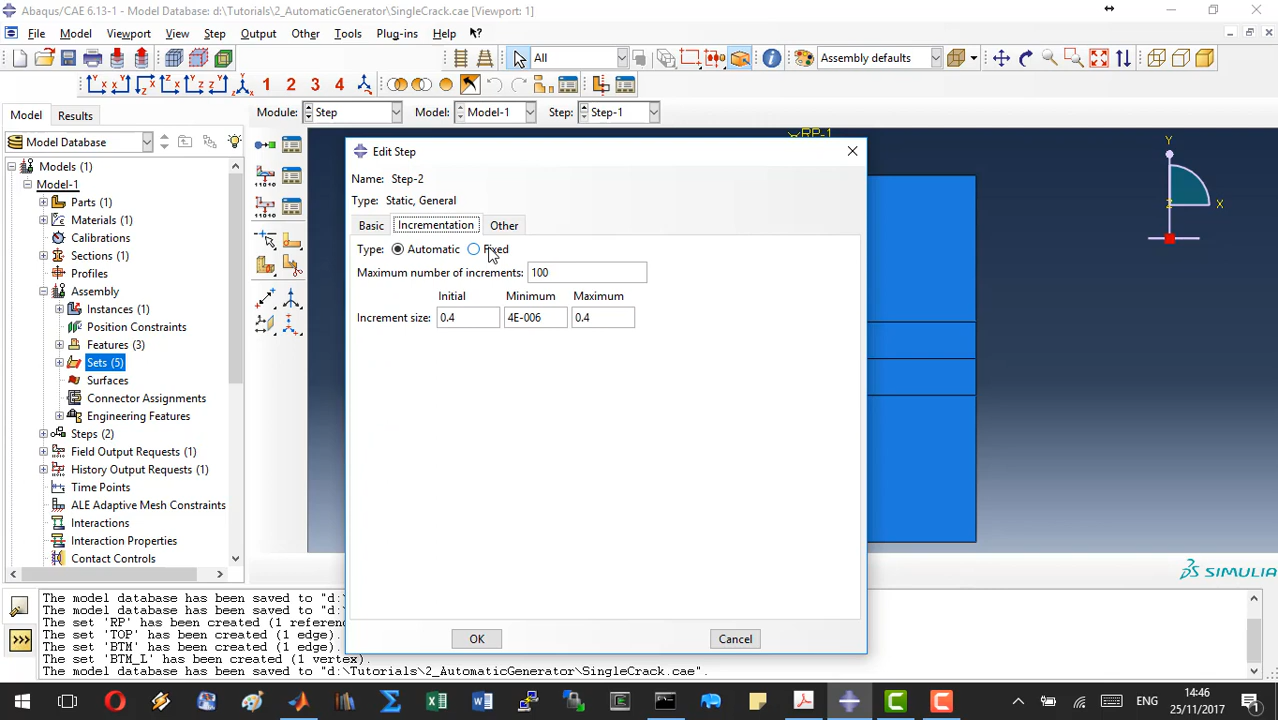 Abaqus/CAE 6.13-1 - Model Database: d:\Tutorials\2_AutomaticGenerator\SingleCrack.cae [Viewport: 1]
File Model Viewport View Step Output Other Tools Plug-ins Help
All Assembly defaults
1 2 3 4
Model Results Module: Step Model: Model-1 Step: Step-1
Model Database
Models (1)
Model-1
Parts (1)
Materials (1)
Calibrations
Sections (1)
Profiles
Assembly
Instances (1)
Position Constraints
Features (3)
Sets (5)
Surfaces
Connector Assignments
Engineering Features
Steps (2)
Field Output Requests (1)
History Output Requests (1)
Time Points
ALE Adaptive Mesh Constraints
Interactions
Interaction Properties
Contact Controls
RP-1
Y
Z X
Edit Step
Name: Step-2
Type: Static, General
Basic Incrementation Other
Type: Automatic Fixed
Maximum number of increments: 100
Initial Minimum Maximum
Increment size: 0.4 4E-006 0.4
OK Cancel
SIMULIA
The model database has been saved to "d:\
The model database has been saved to "d:\
The set 'RP' has been created (1 refere
The set 'TOP' has been created (1 edge).
The set 'BTM' has been created (1 edge).
The set 'BTM_L' has been created (1 vertex).
The model database has been saved to "d:\Tutorials\2_AutomaticGenerator\SingleCrack.cae".
ENG
14:46
25/11/2017